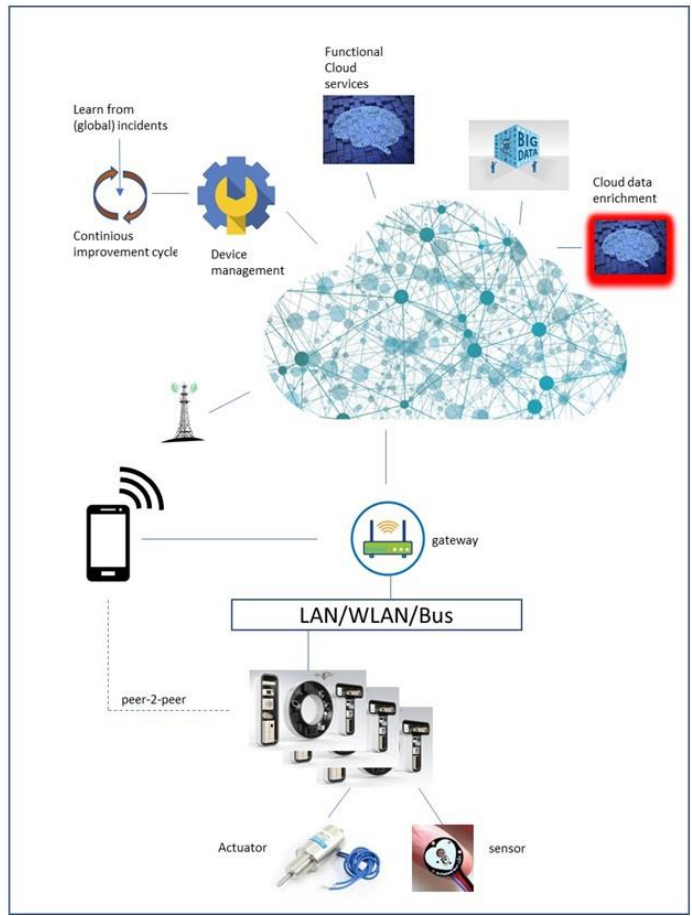 Functional
Cloud
services
Learn from
(global) incidents
BIG
DATA
Cloud data
enrichment
Continious
improvement cycle
Device
management
gateway
LAN/WLAN/Bus
peer-2-peer
IOT
Actuator
sensor